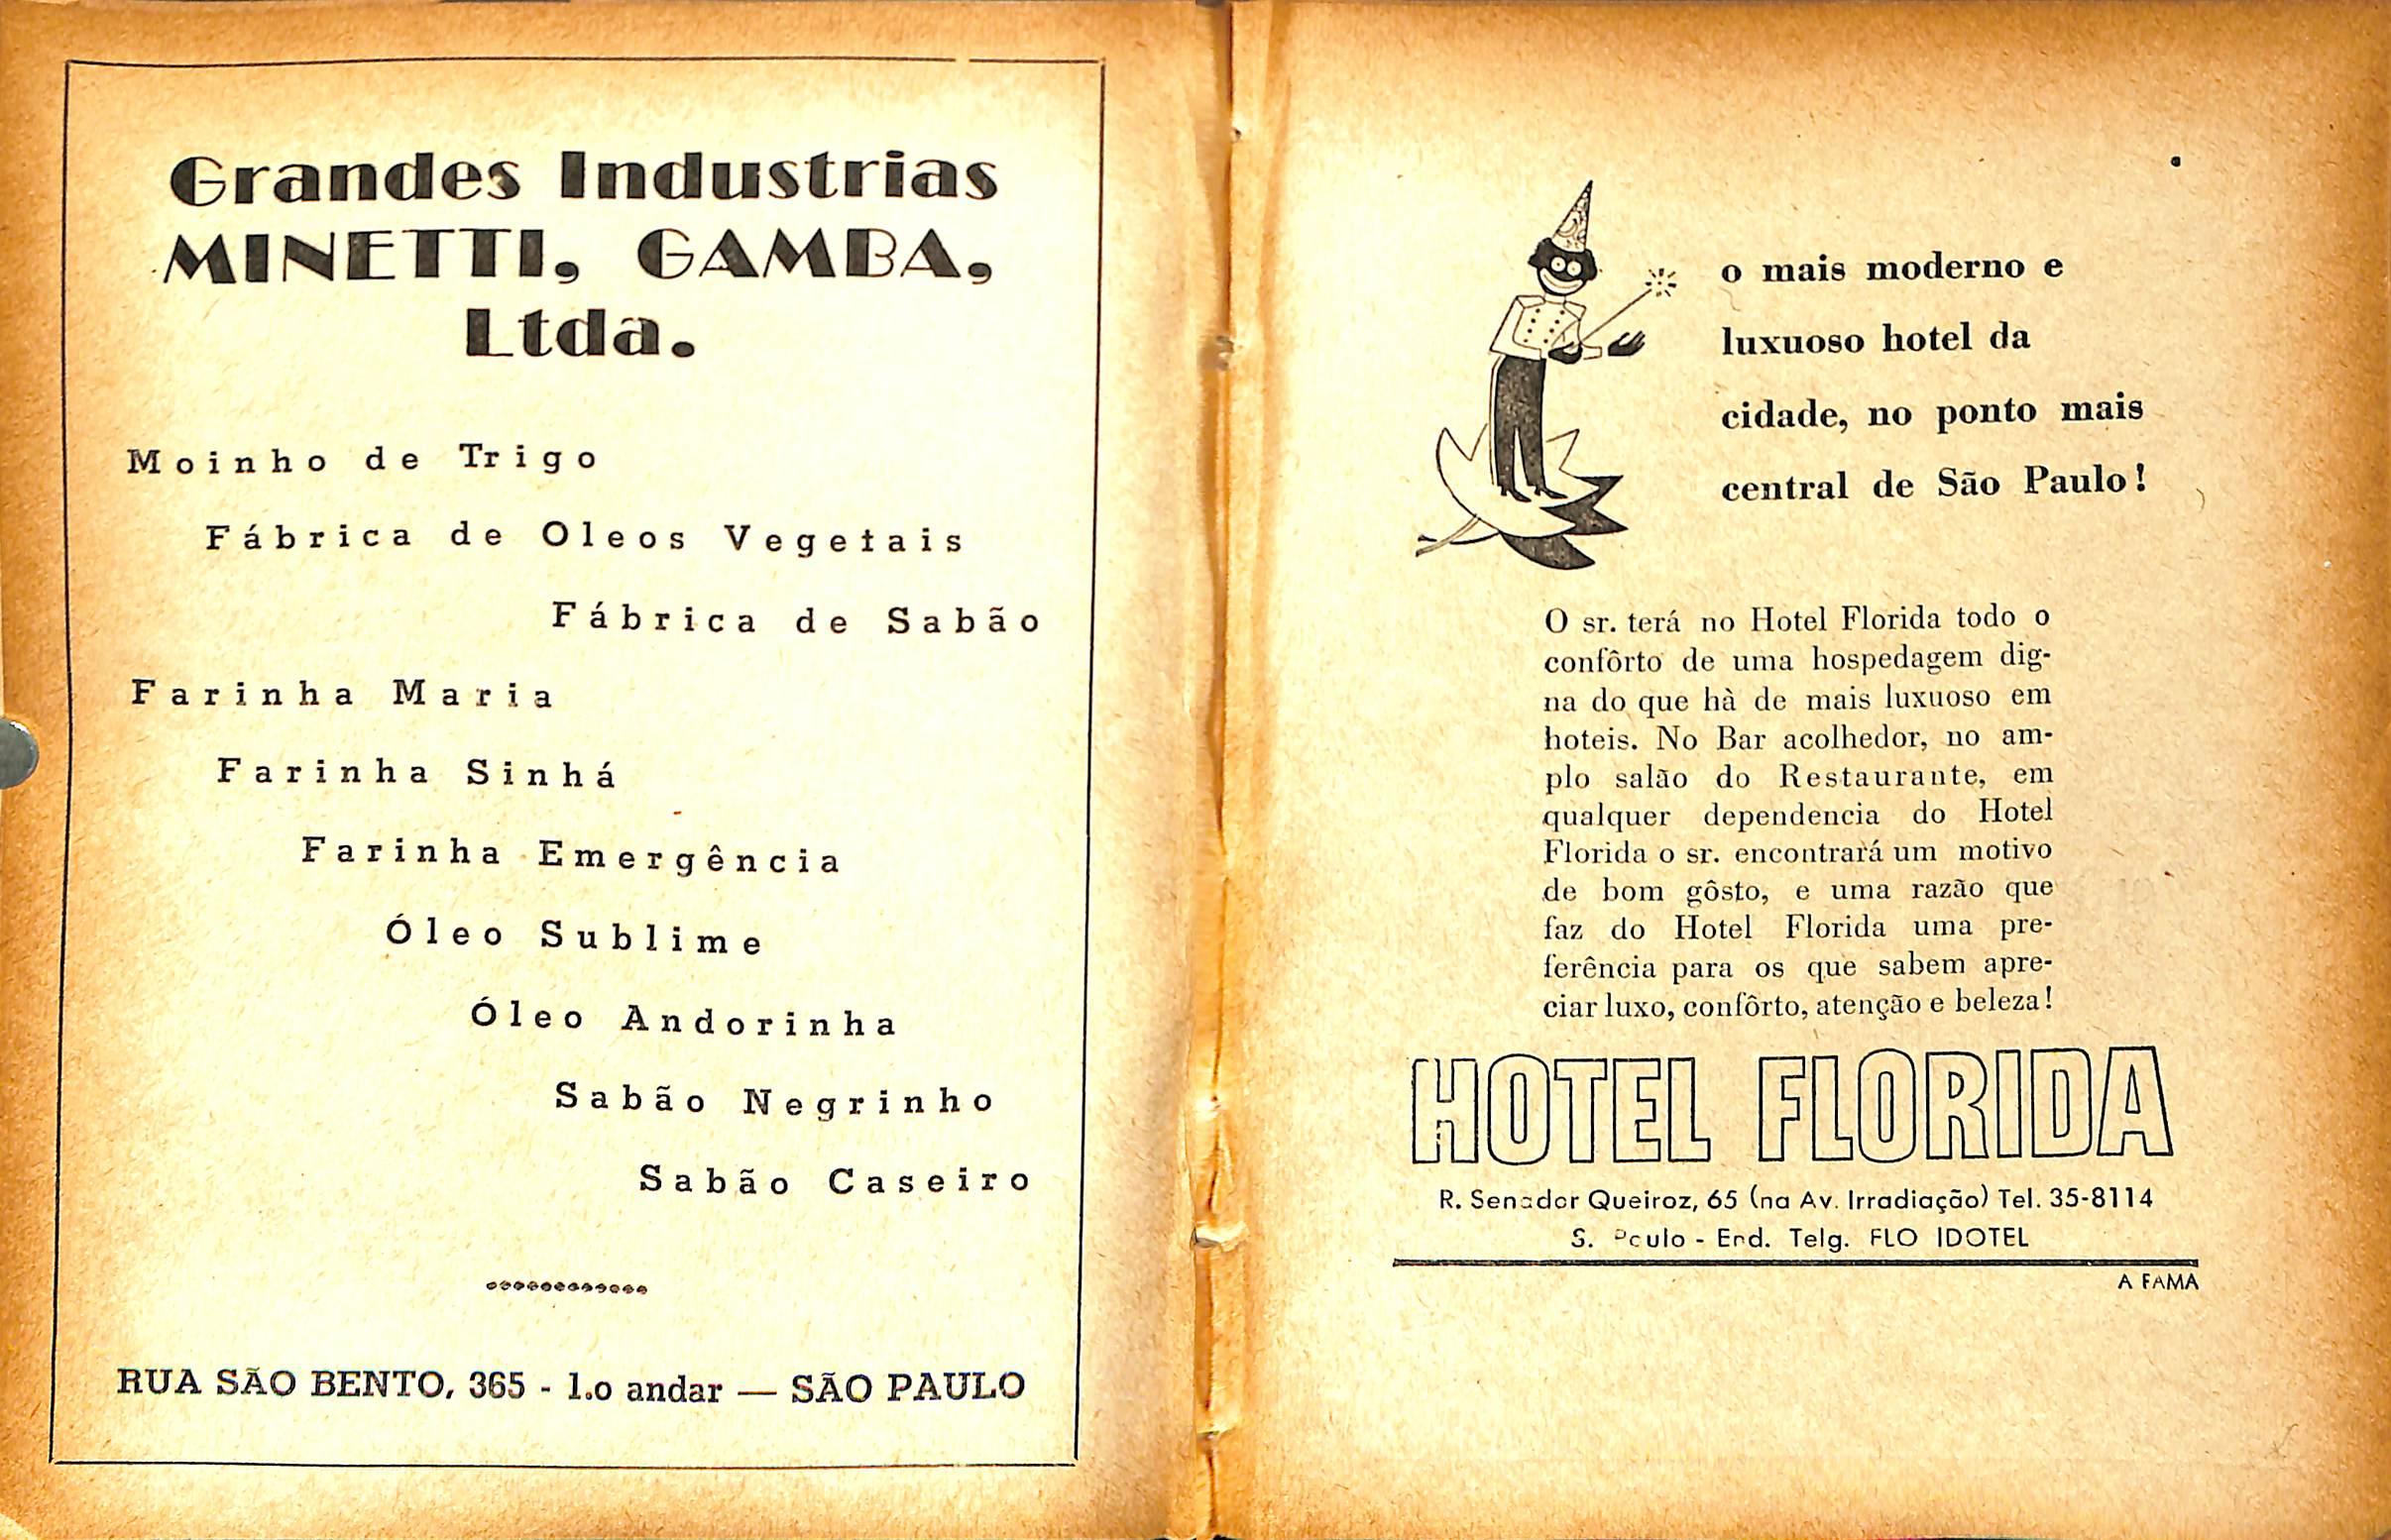 Grandes Industrias
MINETTI, GAMBA,
Ltda.
Moinho de Trigo
Fábrica de Oleos Vegetais
Fábrica de Sabão
Farinha Maria
Farinha Sinhá
Farinha Emergência
Óleo Sublime
Óleo Andorinha
Sabão Negrinho
Sabão Caseiro
RUA SÃO BENTO, 365 - 1.o andar — SÃO PAULO
o mais moderno e
luxuoso hotel da
cidade, no ponto mais
central de São Paulo!
O sr. terá no Hotel Florida todo o
confôrto de uma hospedagem dig-
na do que hà de mais luxuoso em
hoteis. No Bar acolhedor, no am-
plo salão do Restaurante, em
qualquer dependencia do Hotel
Florida o sr. encontrará um motivo
de bom gôsto, e uma razão que
faz do Hotel Florida uma pre-
ferência para os que sabem apre-
ciar luxo, confôrto, atenção e beleza!
HOTEL FLORIDA
R. Senador Queiroz, 65 (na Av. Irradiação) Tel. 35-8114
S. Paulo - End. Telg. FLO IDOTEL
A FAMA